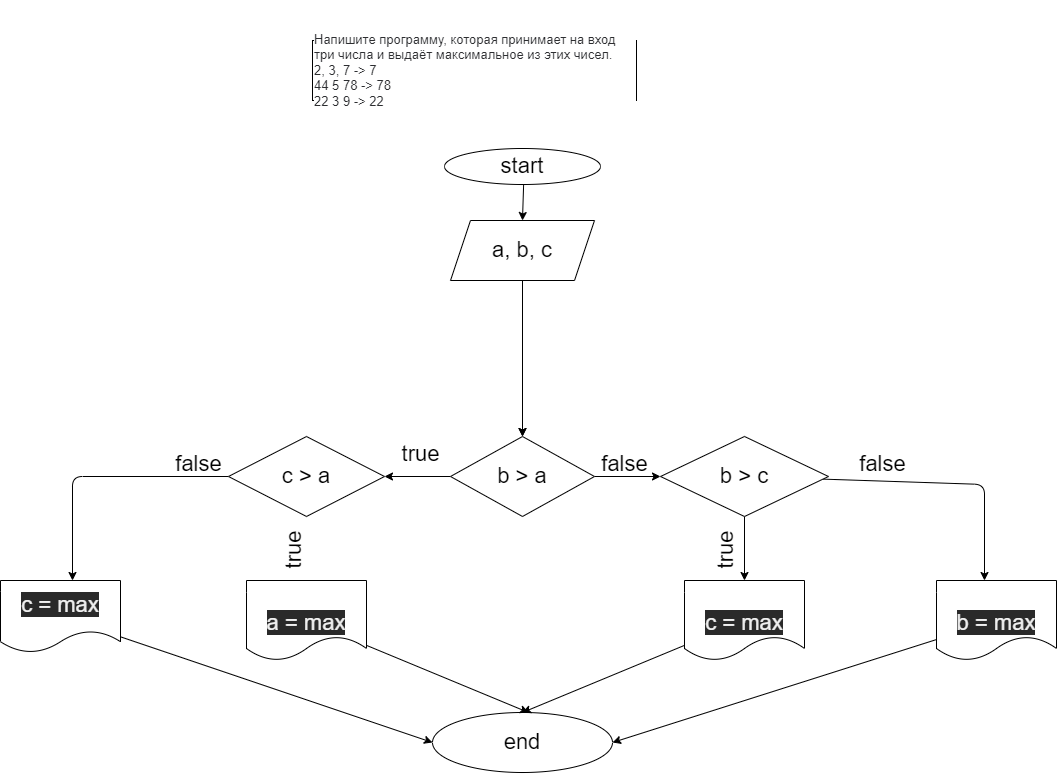 Напишите программу, которая принимает на вход
три числа и выдаёт максимальное из этих чисел.
2, 3, 7 -> 7
44 5 78 -> 78
22 3 9 -> 22
start
a, b, c
false
c > a
true
b > a
false
b > c
false
true
true
c = max
a = max
c = max
b = max
end